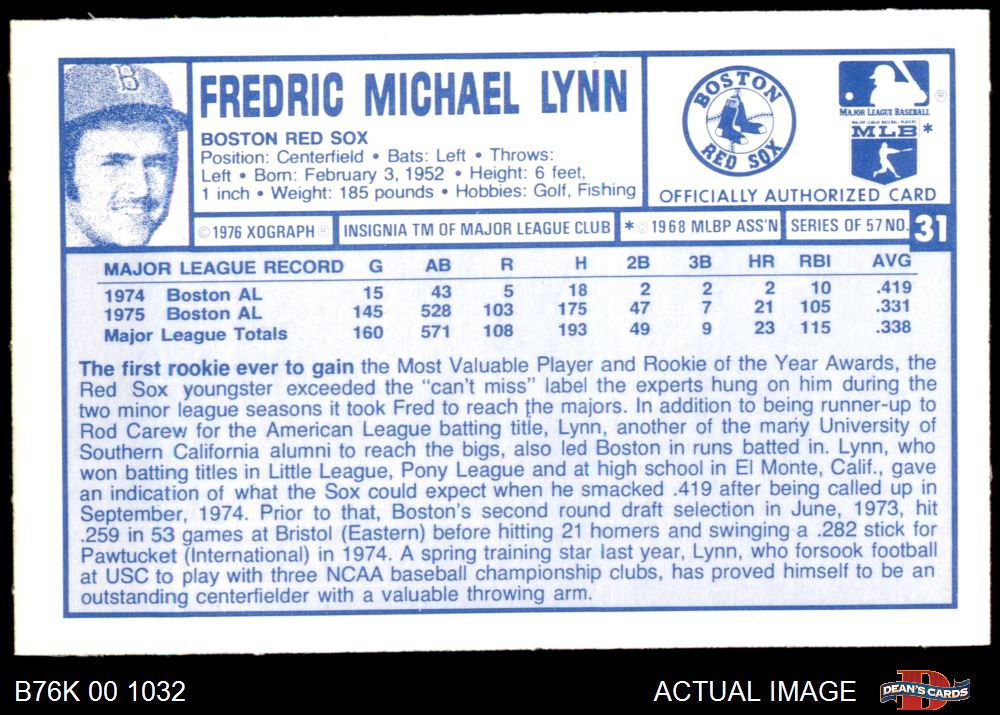 B
FREDRIC MICHAEL LYNN
BOSTON RED SOX
Position: Centerfield • Bats: Left • Throws:
Left • Born: February 3, 1952 • Height: 6 feet,
1 inch • Weight: 185 pounds • Hobbies: Golf, Fishing
BOSTON
RED SOX
®
MAJOR LEAGUE BASEBALL
MAJOR LEAGUE BASEBALL PLAYERS
MLB *
OFFICIALLY AUTHORIZED CARD
© 1976 XOGRAPH ® INSIGNIA TM OF MAJOR LEAGUE CLUB * © 1968 MLBP ASS'N SERIES OF 57 NO. 31
MAJOR LEAGUE RECORD G AB R H 2B 3B HR RBI AVG
1974 Boston AL 15 43 5 18 2 2 2 10 .419
1975 Boston AL 145 528 103 175 47 7 21 105 .331
Major League Totals 160 571 108 193 49 9 23 115 .338
The first rookie ever to gain the Most Valuable Player and Rookie of the Year Awards, the
Red Sox youngster exceeded the "can't miss" label the experts hung on him during the
two minor league seasons it took Fred to reach the majors. In addition to being runner-up to
Rod Carew for the American League batting title, Lynn, another of the many University of
Southern California alumni to reach the bigs, also led Boston in runs batted in. Lynn, who
won batting titles in Little League, Pony League and at high school in El Monte, Calif., gave
an indication of what the Sox could expect when he smacked .419 after being called up in
September, 1974. Prior to that, Boston's second round draft selection in June, 1973, hit
.259 in 53 games at Bristol (Eastern) before hitting 21 homers and swinging a .282 stick for
Pawtucket (International) in 1974. A spring training star last year, Lynn, who forsook football
at USC to play with three NCAA baseball championship clubs, has proved himself to be an
outstanding centerfielder with a valuable throwing arm.
B76K 00 1032
ACTUAL IMAGE
D
DEAN'S CARDS